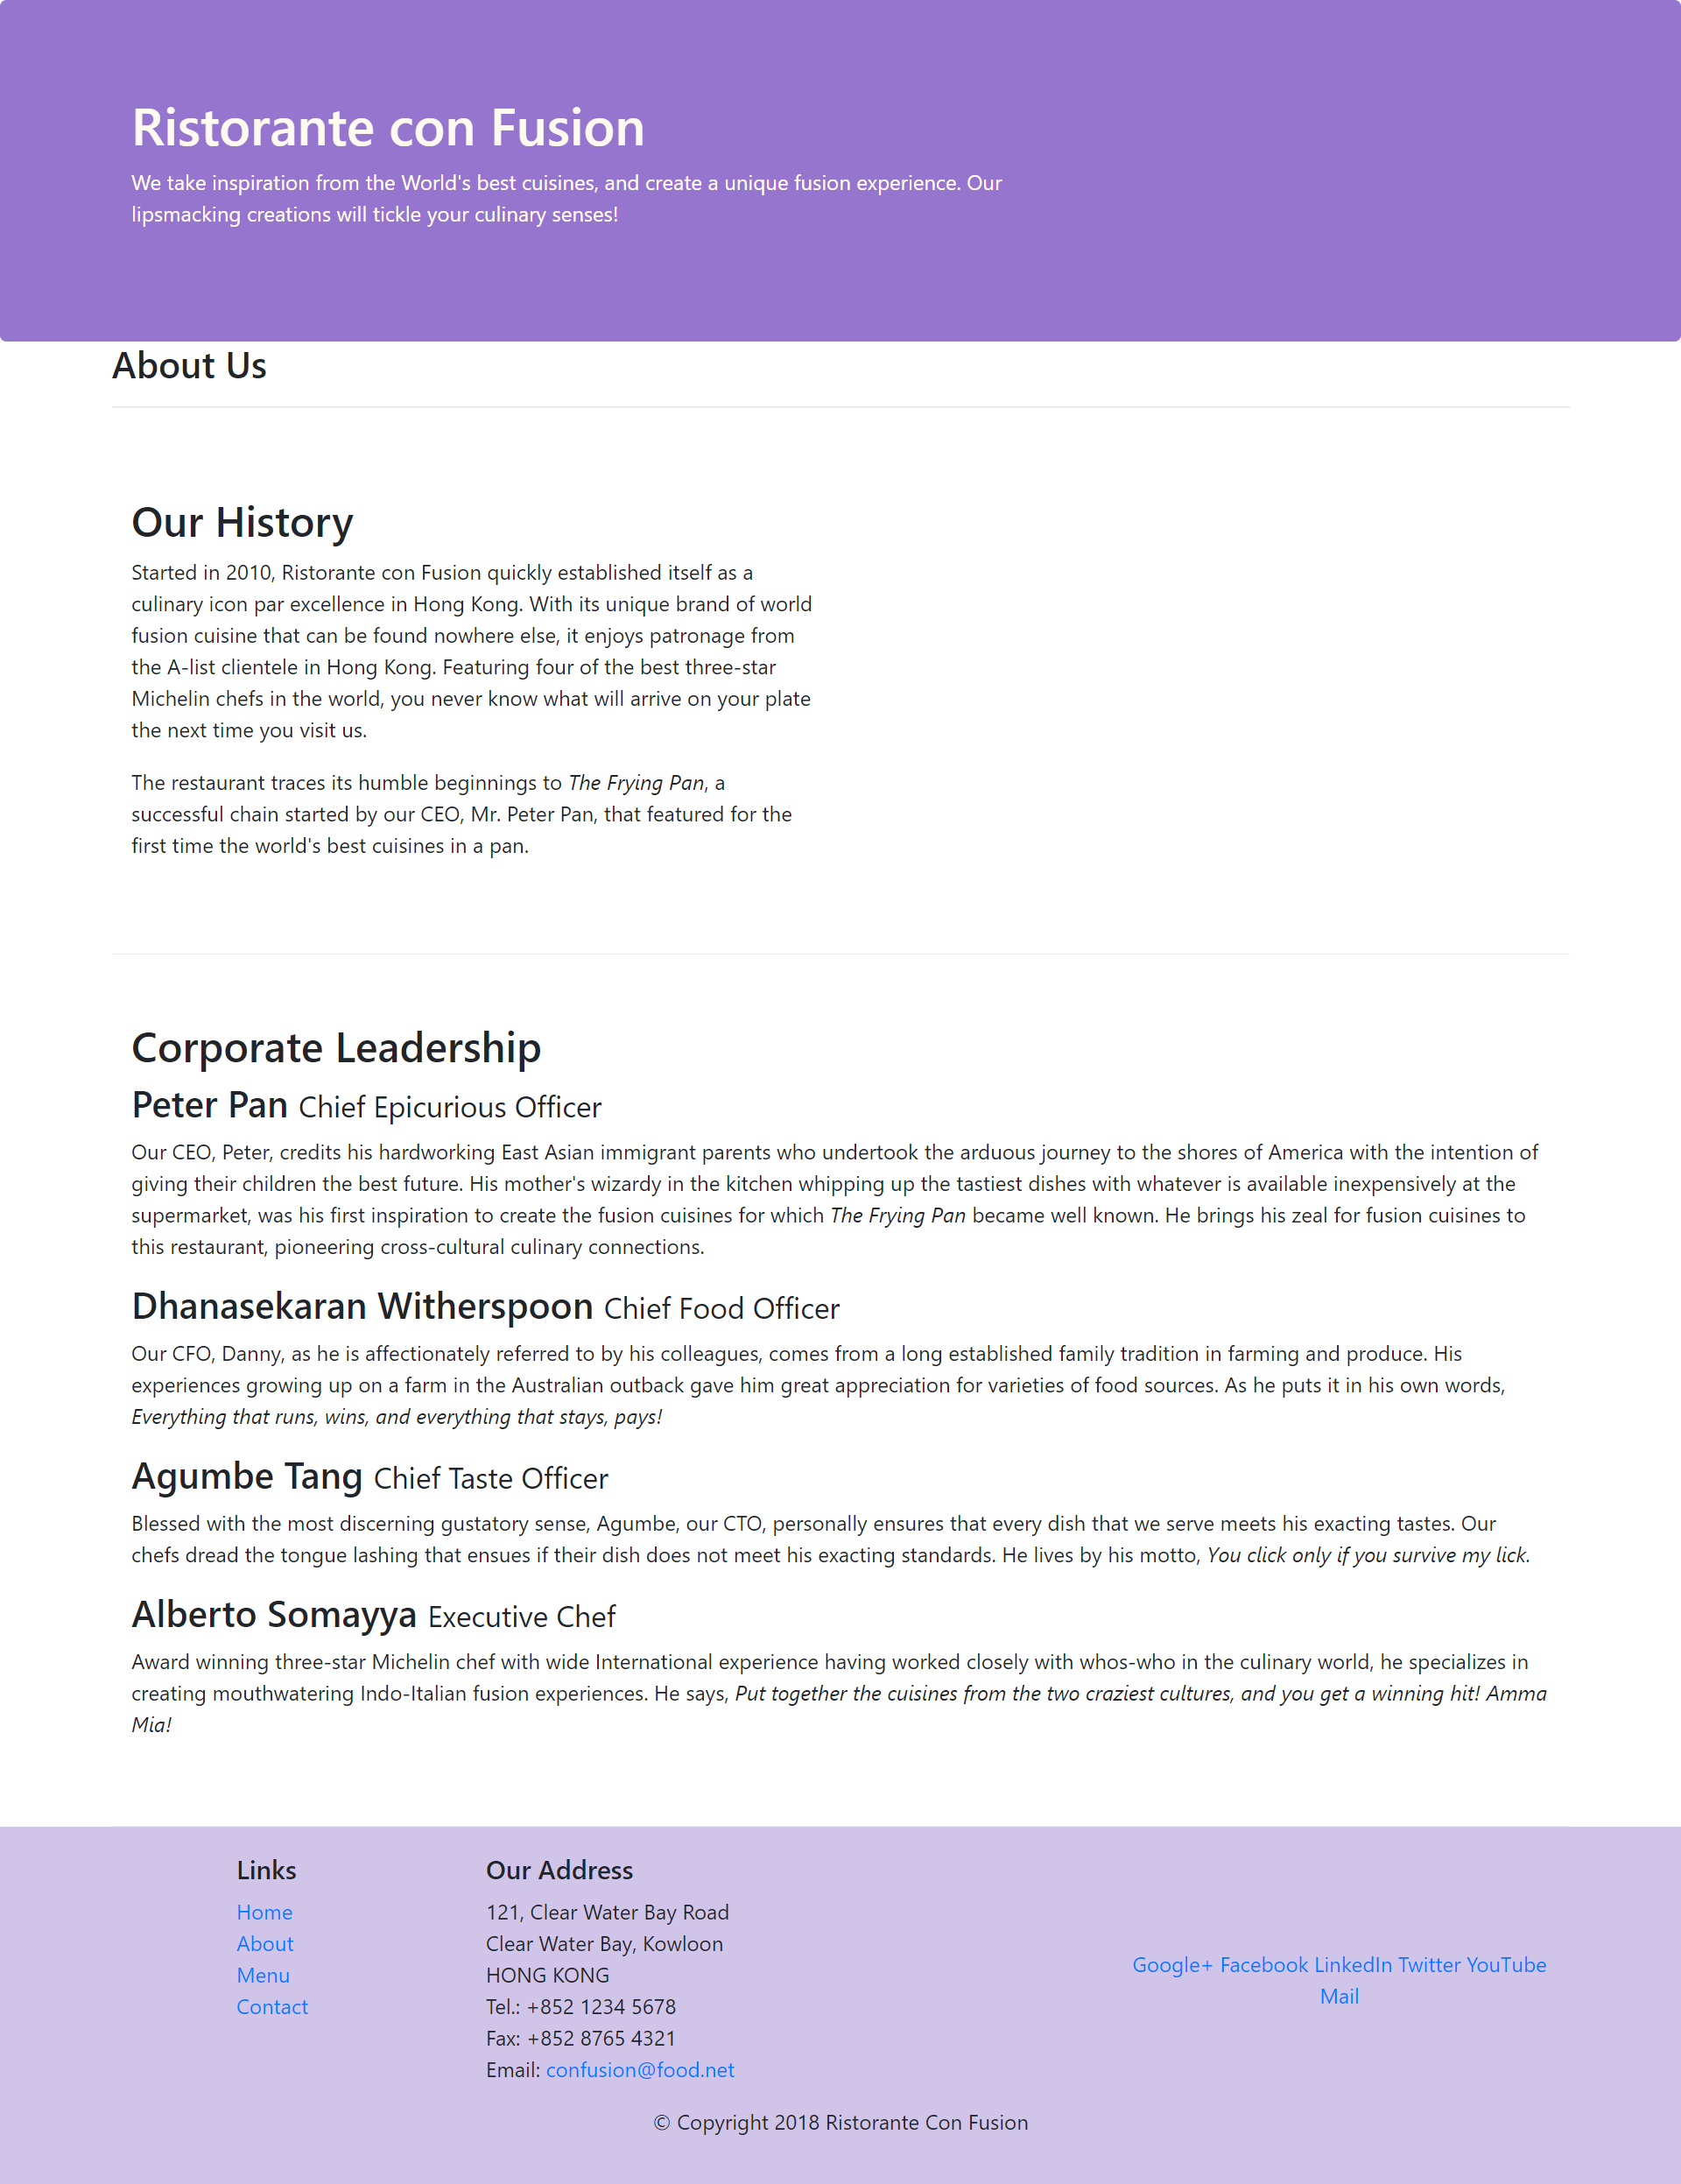 Ristorante con Fusion
We take inspiration from the World's best cuisines, and create a unique fusion experience. Our
lipsmacking creations will tickle your culinary senses!
About Us
Our History
Started in 2010, Ristorante con Fusion quickly established itself as a
culinary icon par excellence in Hong Kong. With its unique brand of world
fusion cuisine that can be found nowhere else, it enjoys patronage from
the A-list clientele in Hong Kong. Featuring four of the best three-star
Michelin chefs in the world, you never know what will arrive on your plate
the next time you visit us.
The restaurant traces its humble beginnings to The Frying Pan, a
successful chain started by our CEO, Mr. Peter Pan, that featured for the
first time the world's best cuisines in a pan.
Corporate Leadership
Peter Pan Chief Epicurious Officer
Our CEO, Peter, credits his hardworking East Asian immigrant parents who undertook the arduous journey to the shores of America with the intention of
giving their children the best future. His mother's wizardy in the kitchen whipping up the tastiest dishes with whatever is available inexpensively at the
supermarket, was his first inspiration to create the fusion cuisines for which The Frying Pan became well known. He brings his zeal for fusion cuisines to
this restaurant, pioneering cross-cultural culinary connections.
Dhanasekaran Witherspoon Chief Food Officer
Our CFO, Danny, as he is affectionately referred to by his colleagues, comes from a long established family tradition in farming and produce. His
experiences growing up on a farm in the Australian outback gave him great appreciation for varieties of food sources. As he puts it in his own words,
Everything that runs, wins, and everything that stays, pays!
Agumbe Tang Chief Taste Officer
Blessed with the most discerning gustatory sense, Agumbe, our CTO, personally ensures that every dish that we serve meets his exacting tastes. Our
chefs dread the tongue lashing that ensues if their dish does not meet his exacting standards. He lives by his motto, You click only if you survive my lick.
Alberto Somayya Executive Chef
Award winning three-star Michelin chef with wide International experience having worked closely with whos-who in the culinary world, he specializes in
creating mouthwatering Indo-Italian fusion experiences. He says, Put together the cuisines from the two craziest cultures, and you get a winning hit! Amma
Mia!
Links
Home
About
Menu
Contact
Our Address
121, Clear Water Bay Road
Clear Water Bay, Kowloon
HONG KONG
Tel.: +852 1234 5678
Fax: +852 8765 4321
Email: confusion@food.net
Google+ Facebook LinkedIn Twitter YouTube
Mail
© Copyright 2018 Ristorante Con Fusion